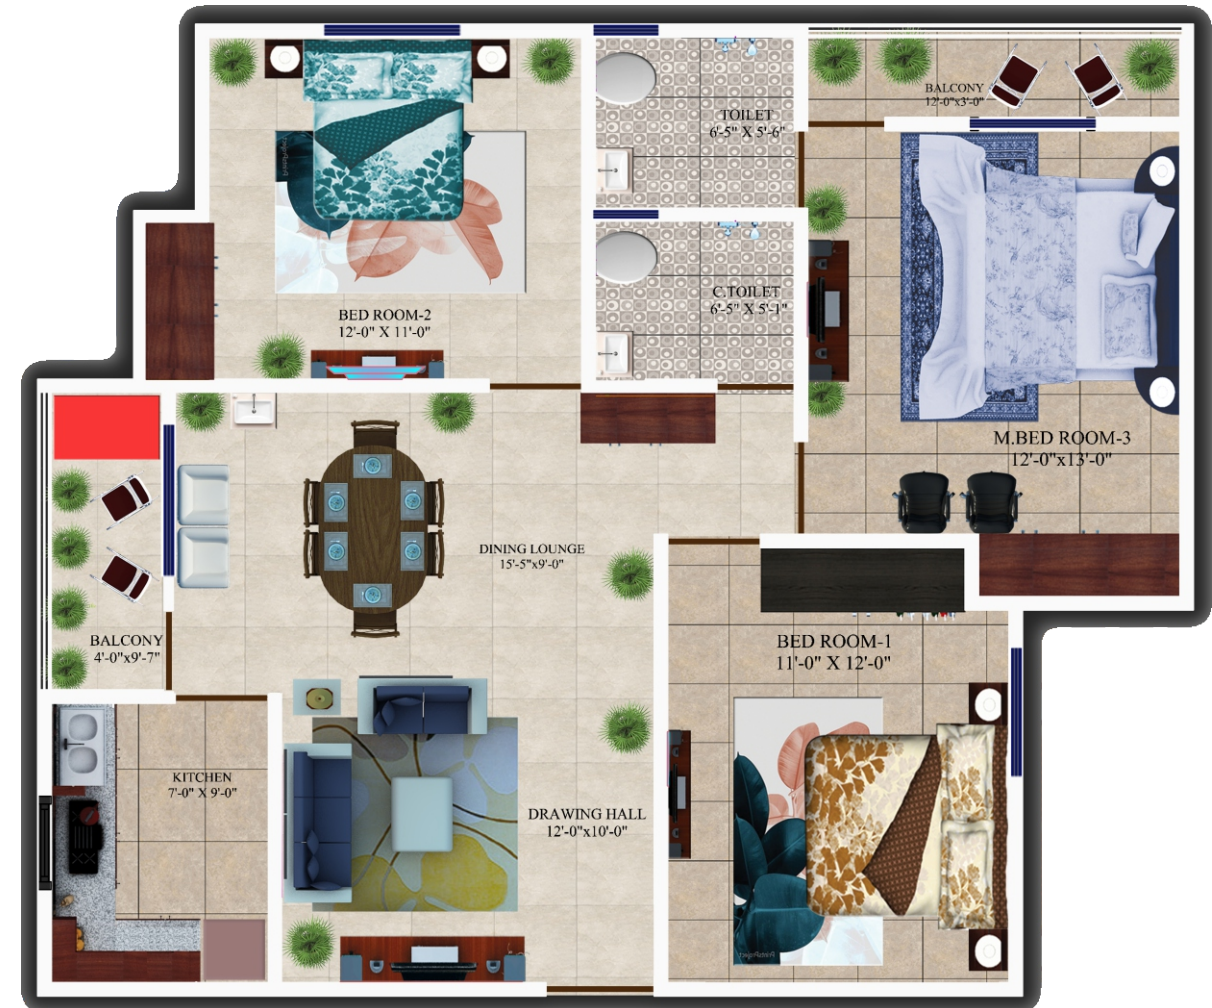 BALCONY
12'-0"x3'-0"
TOILET
6'-5" X 5'-6"
C.TOILET
6'-5" X 5'-1"
BED ROOM-2
12'-0" X 11'-0"
M.BED ROOM-3
12'-0"x13'-0"
DINING LOUNGE
15'-5"x9'-0"
BALCONY
4'-0"x9'-7"
BED ROOM-1
11'-0" X 12'-0"
KITCHEN
7'-0" X 9'-0"
DRAWING HALL
12'-0"x10'-0"